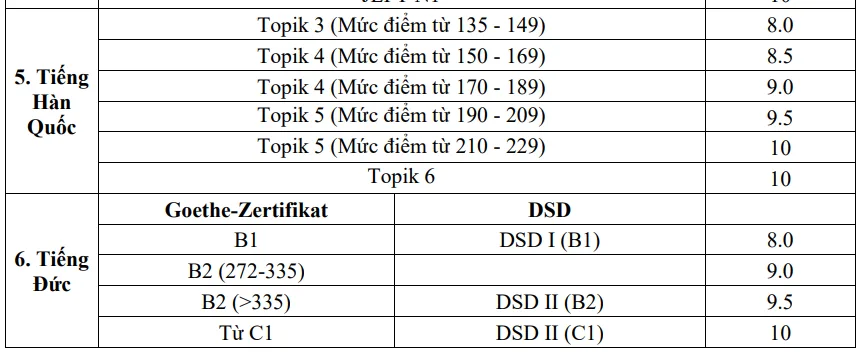 10
Topik 3 (Mức điểm từ 135 - 149) 8.0
Topik 4 (Mức điểm từ 150 - 169) 8.5
5. Tiếng Hàn Quốc
Topik 4 (Mức điểm từ 170 - 189) 9.0
Topik 5 (Mức điểm từ 190 - 209) 9.5
Topik 5 (Mức điểm từ 210 - 229) 10
Topik 6 10
6. Tiếng Đức
Goethe-Zertifikat DSD
B1 DSD I (B1) 8.0
B2 (272-335) 9.0
B2 (>335) DSD II (B2) 9.5
Từ C1 DSD II (C1) 10